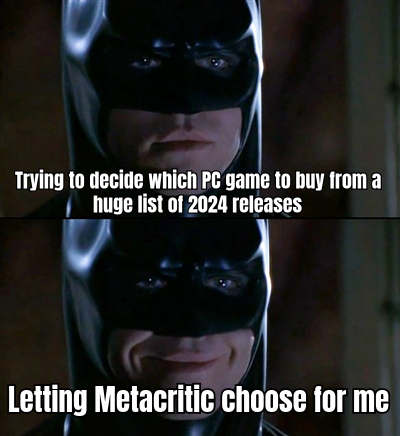 Trying to decide which PC game to buy from a
huge list of 2024 releases
Letting Metacritic choose for me